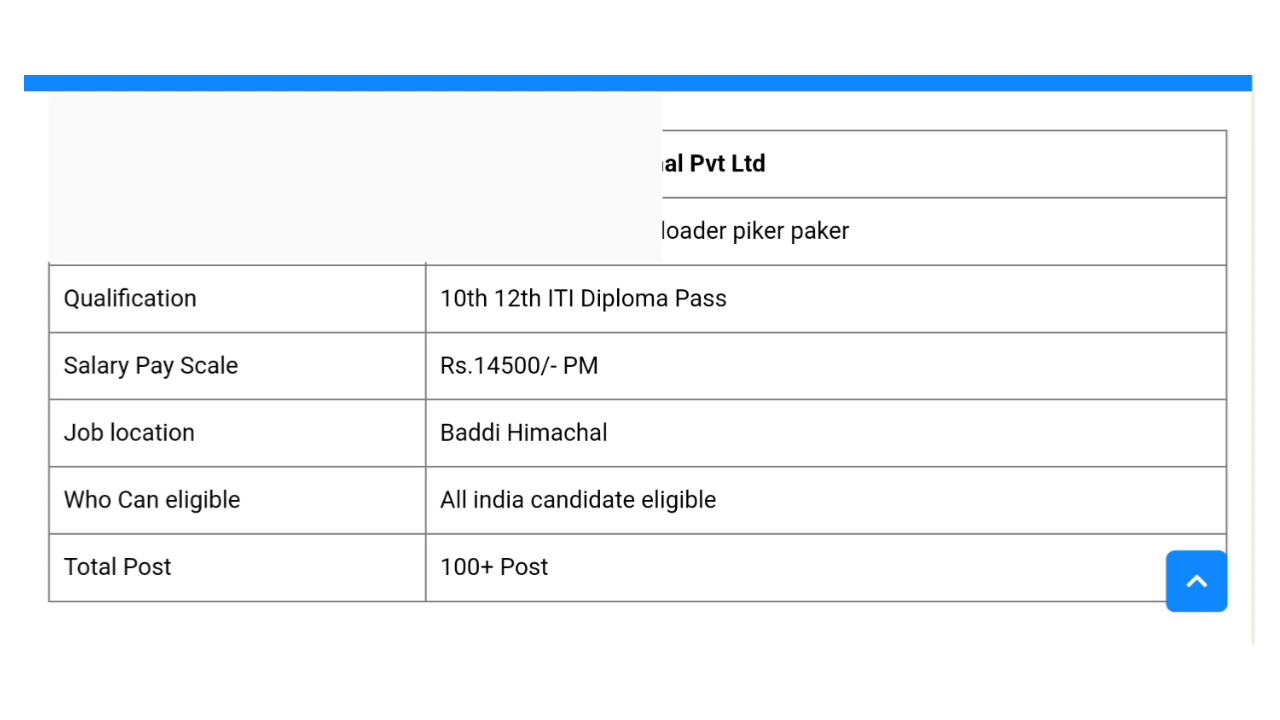 Pvt Ltd
loader piker paker
Qualification 10th 12th ITI Diploma Pass
Salary Pay Scale Rs.14500/- PM
Job location Baddi Himachal
Who Can eligible All india candidate eligible
Total Post 100+ Post